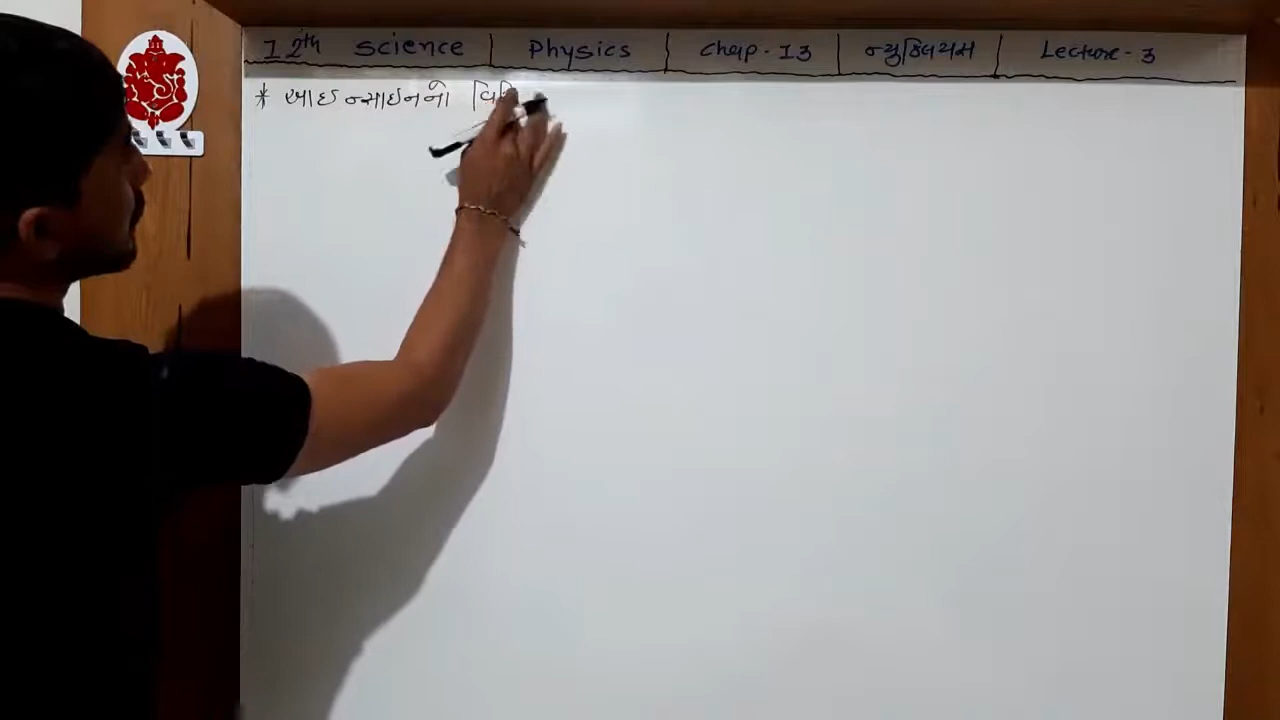 12th Science | Physics | Chap - 13 | ન્યુક્લિયસ | Lecture - 3
* આઇન્સ્ટાઇનનો